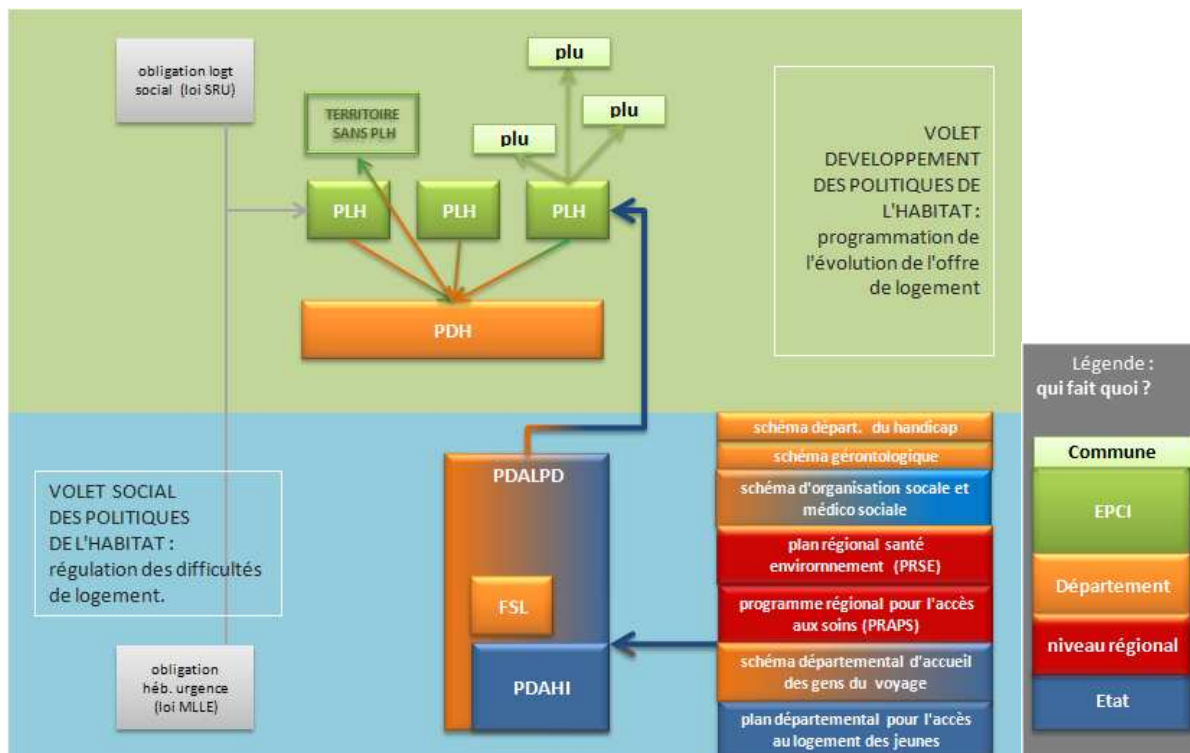 obligation logt
social (loi SRU)
TERRITOIRE
SANS PLH
plu
plu
plu
PLH
PLH
PLH
PDH
VOLET
DEVELOPPEMENT
DES POLITIQUES DE
L'HABITAT :
programmation de
l'évolution de l'offre
de logement
VOLET SOCIAL
DES POLITIQUES
DE L'HABITAT :
régulation des difficultés
de logement.
obligation
héb. urgence
(loi MLLE)
PDALPD
FSL
PDAHI
schéma départ. du handicap
schéma gérontologique
schéma d'organisation socale et
médico sociale
plan régional santé
environnement (PRSE)
programme régional pour l'accès
aux soins (PRAPS)
schéma départemental d'accueil
des gens du voyage
plan départemental pour l'accès
au logement des jeunes
Légende :
qui fait quoi ?
Commune
EPCI
Département
niveau régional
Etat